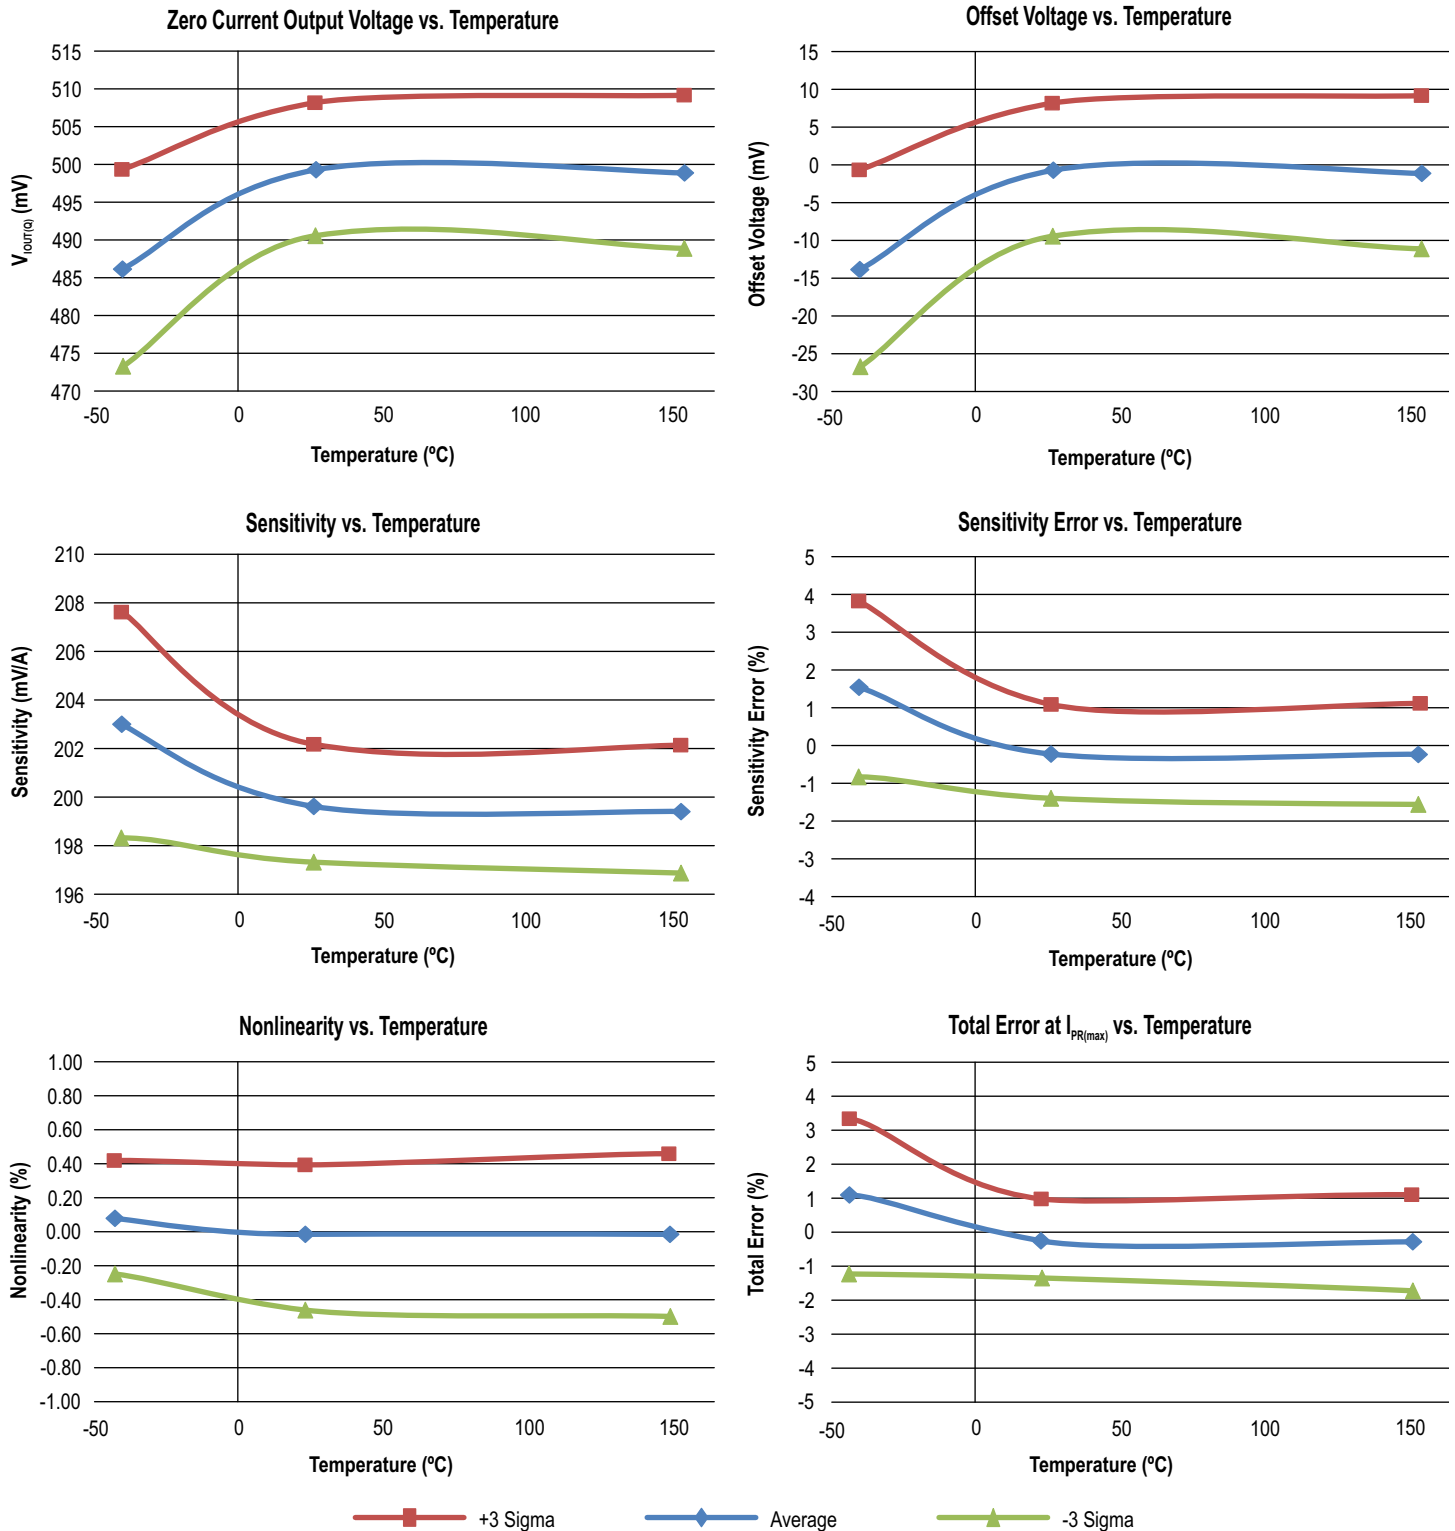 Zero Current Output Voltage vs. Temperature
515
510
505
500
495
490
485
480
475
470
V_IOUT(Q) (mV)
-50 0 50 100 150
Temperature (ºC)
Offset Voltage vs. Temperature
15
10
5
0
-5
-10
-15
-20
-25
-30
Offset Voltage (mV)
-50 0 50 100 150
Temperature (ºC)
Sensitivity vs. Temperature
210
208
206
204
202
200
198
196
Sensitivity (mV/A)
-50 0 50 100 150
Temperature (ºC)
Sensitivity Error vs. Temperature
5
4
3
2
1
0
-1
-2
-3
-4
Sensitivity Error (%)
-50 0 50 100 150
Temperature (ºC)
Nonlinearity vs. Temperature
1.00
0.80
0.60
0.40
0.20
0.00
-0.20
-0.40
-0.60
-0.80
-1.00
Nonlinearity (%)
-50 0 50 100 150
Temperature (ºC)
Total Error at I_PR(max) vs. Temperature
5
4
3
2
1
0
-1
-2
-3
-4
-5
Total Error (%)
-50 0 50 100 150
Temperature (ºC)
+3 Sigma Average -3 Sigma